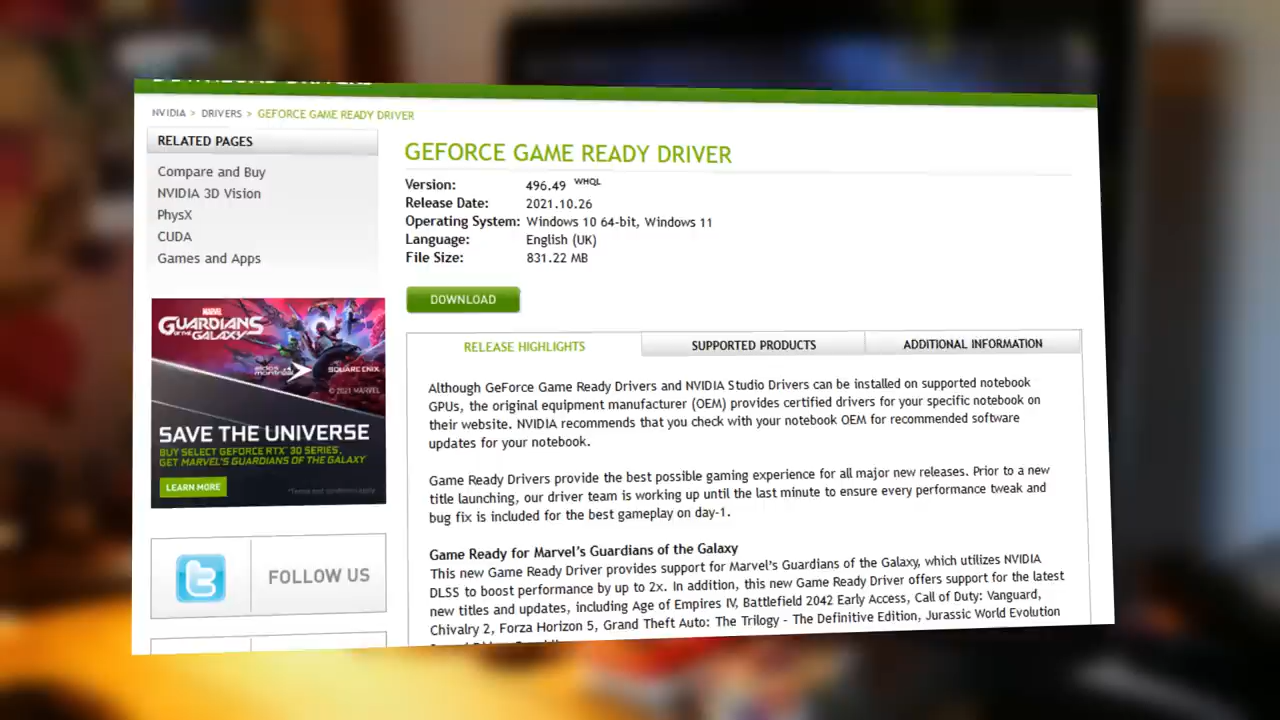 NVIDIA > DRIVERS > GEFORCE GAME READY DRIVER
RELATED PAGES
Compare and Buy
NVIDIA 3D Vision
PhysX
CUDA
Games and Apps
MARVEL
GUARDIANS
OF THE GALAXY
eidos
montréal
SQUARE ENIX
© 2021 MARVEL
SAVE THE UNIVERSE
BUY SELECT GEFORCE RTX 30 SERIES,
GET MARVEL'S GUARDIANS OF THE GALAXY
LEARN MORE
FOLLOW US
GEFORCE GAME READY DRIVER
Version: 496.49 WHQL
Release Date: 2021.10.26
Operating System: Windows 10 64-bit, Windows 11
Language: English (UK)
File Size: 831.22 MB
DOWNLOAD
RELEASE HIGHLIGHTS
SUPPORTED PRODUCTS
ADDITIONAL INFORMATION
Although GeForce Game Ready Drivers and NVIDIA Studio Drivers can be installed on supported notebook
GPUs, the original equipment manufacturer (OEM) provides certified drivers for your specific notebook on
their website. NVIDIA recommends that you check with your notebook OEM for recommended software
updates for your notebook.
Game Ready Drivers provide the best possible gaming experience for all major new releases. Prior to a new
title launching, our driver team is working up until the last minute to ensure every performance tweak and
bug fix is included for the best gameplay on day-1.
Game Ready for Marvel's Guardians of the Galaxy
This new Game Ready Driver provides support for Marvel's Guardians of the Galaxy, which utilizes NVIDIA
DLSS to boost performance by up to 2x. In addition, this new Game Ready Driver offers support for the latest
new titles and updates, including Age of Empires IV, Battlefield 2042 Early Access, Call of Duty: Vanguard,
Chivalry 2, Forza Horizon 5, Grand Theft Auto: The Trilogy - The Definitive Edition, Jurassic World Evolution